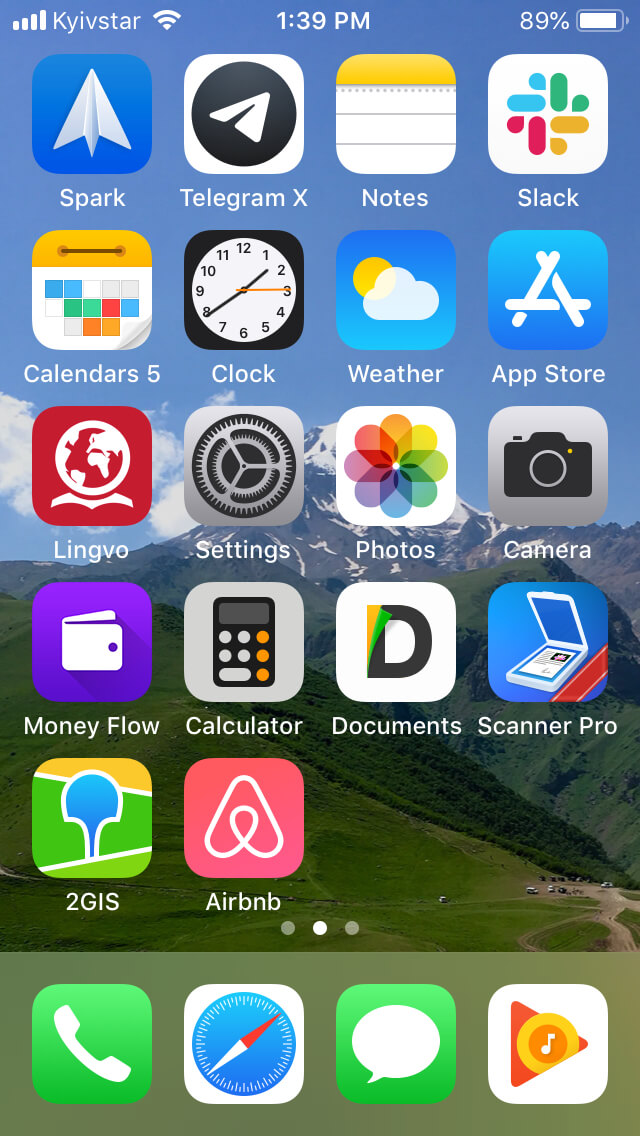 Kyivstar 1:39 PM 89%
Spark Telegram X Notes Slack
12
11 1
10 2
9 3
8 4
7 5
6
Calendars 5 Clock Weather App Store
Lingvo Settings Photos Camera
Money Flow Calculator Documents Scanner Pro
2GIS Airbnb